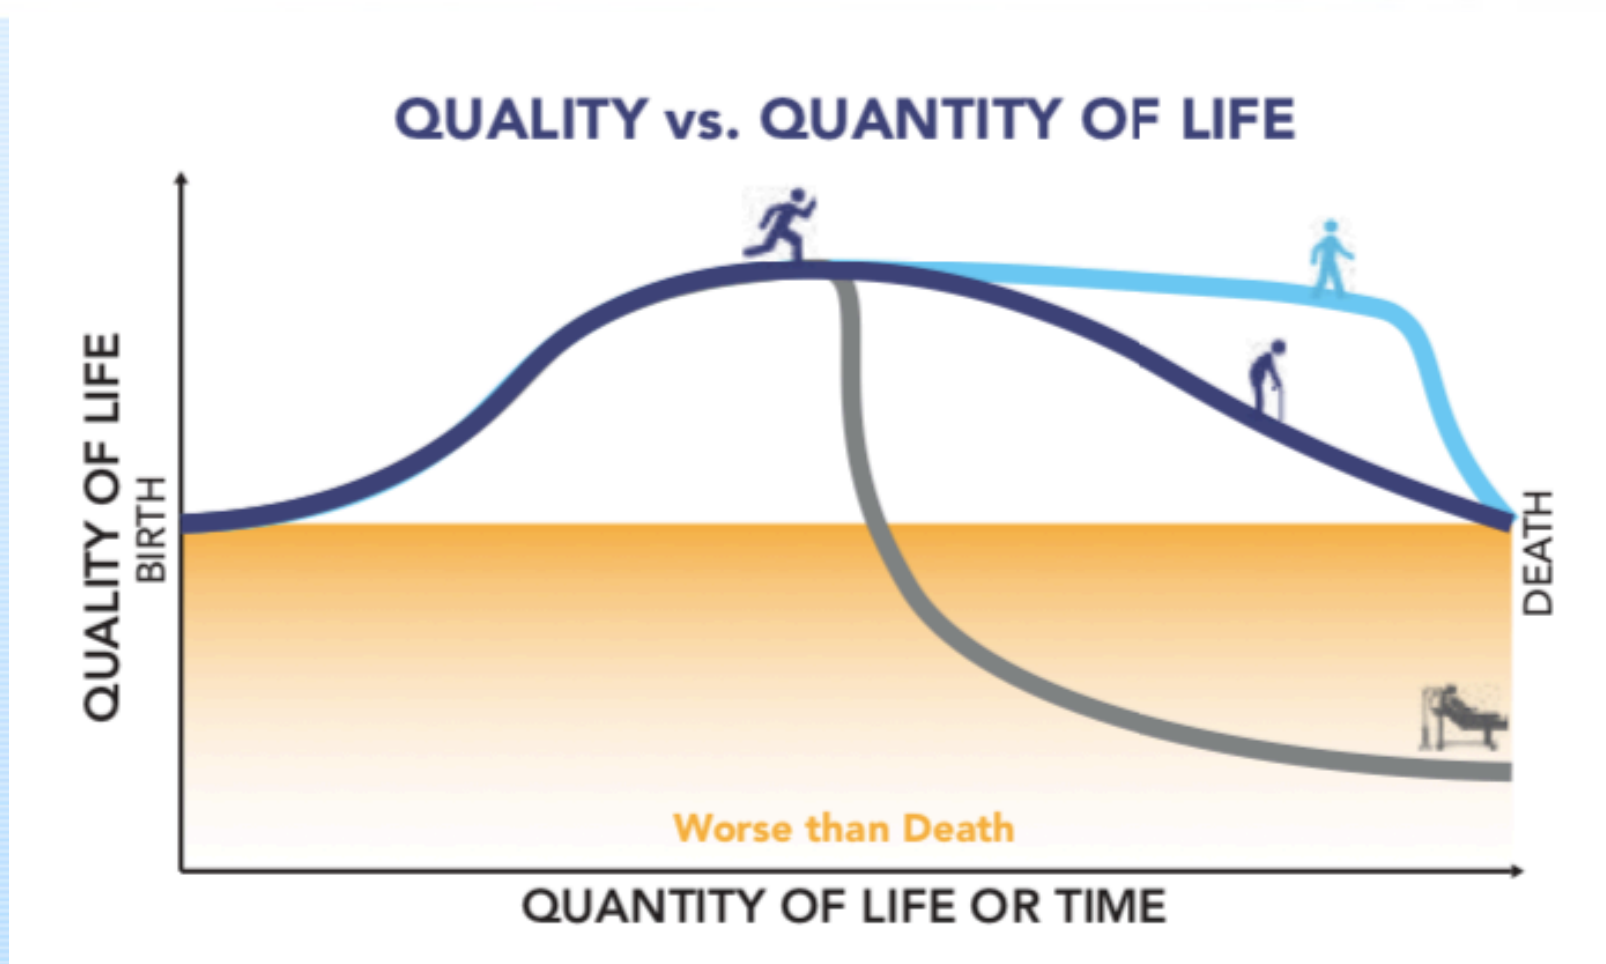 QUALITY vs. QUANTITY OF LIFE
QUALITY OF LIFE
BIRTH
DEATH
Worse than Death
QUANTITY OF LIFE OR TIME